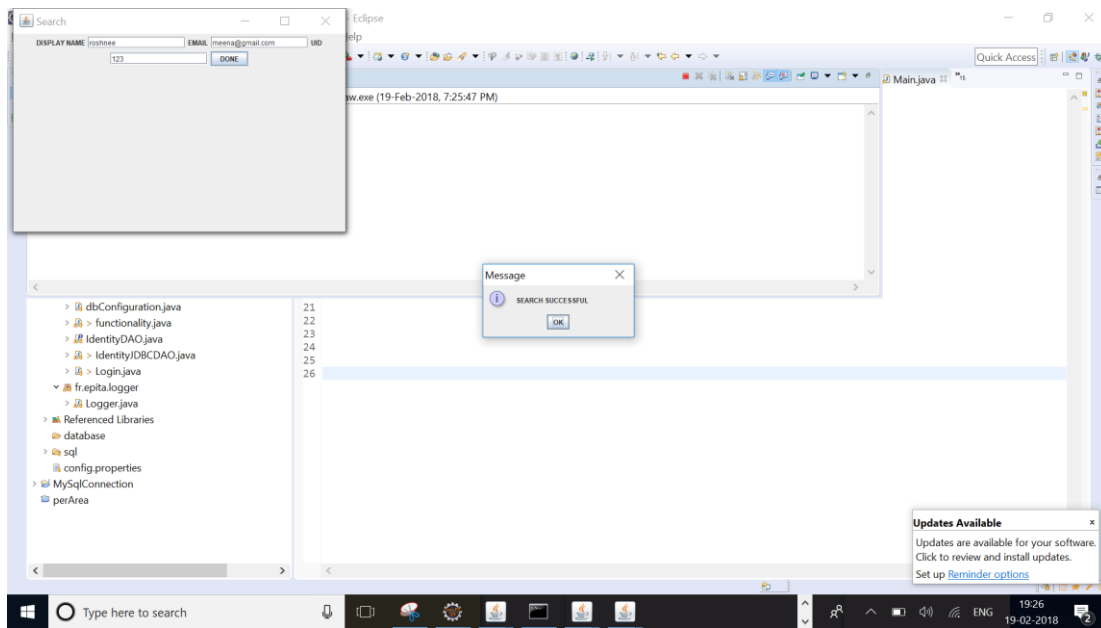 Search
DISPLAY NAME roshnee EMAIL meena@gmail.com UID
123 DONE
- Eclipse
elp
Quick Access
Main.java
15
aw.exe (19-Feb-2018, 7:25:47 PM)
Message
SEARCH SUCCESSFUL
OK
> dbConfiguration.java
> > functionality.java
> IdentityDAO.java
> > IdentityJDBCDAO.java
> > Login.java
fr.epita.logger
> Logger.java
> Referenced Libraries
database
> sql
config.properties
> MySqlConnection
perArea
21
22
23
24
25
26
Updates Available x
Updates are available for your software.
Click to review and install updates.
Set up Reminder options
Type here to search
ENG
19:26
19-02-2018
2